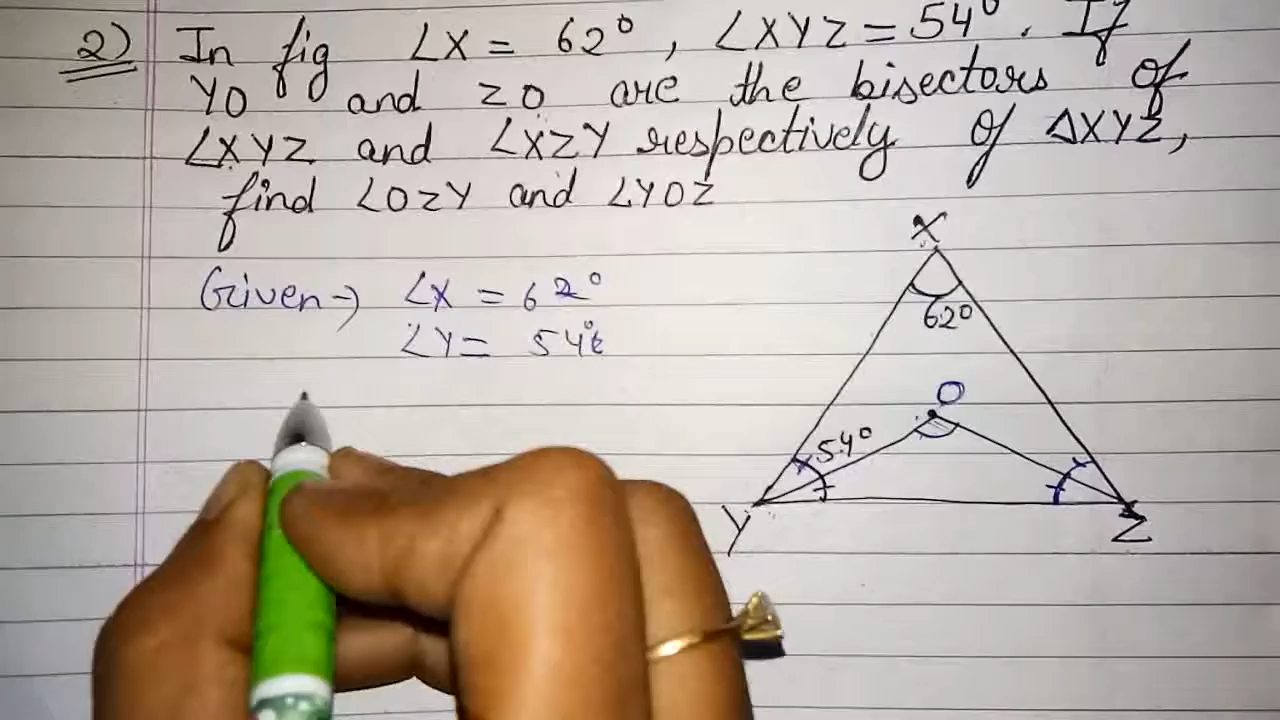 2) In fig ∠X = 62°, ∠XYZ = 54°. If
YO and ZO are the bisectors of
∠XYZ and ∠XZY respectively of ΔXYZ,
find ∠OZY and ∠YOZ
Given → ∠X = 62°
∠Y = 54°
X
62°
O
54°
Y
Z